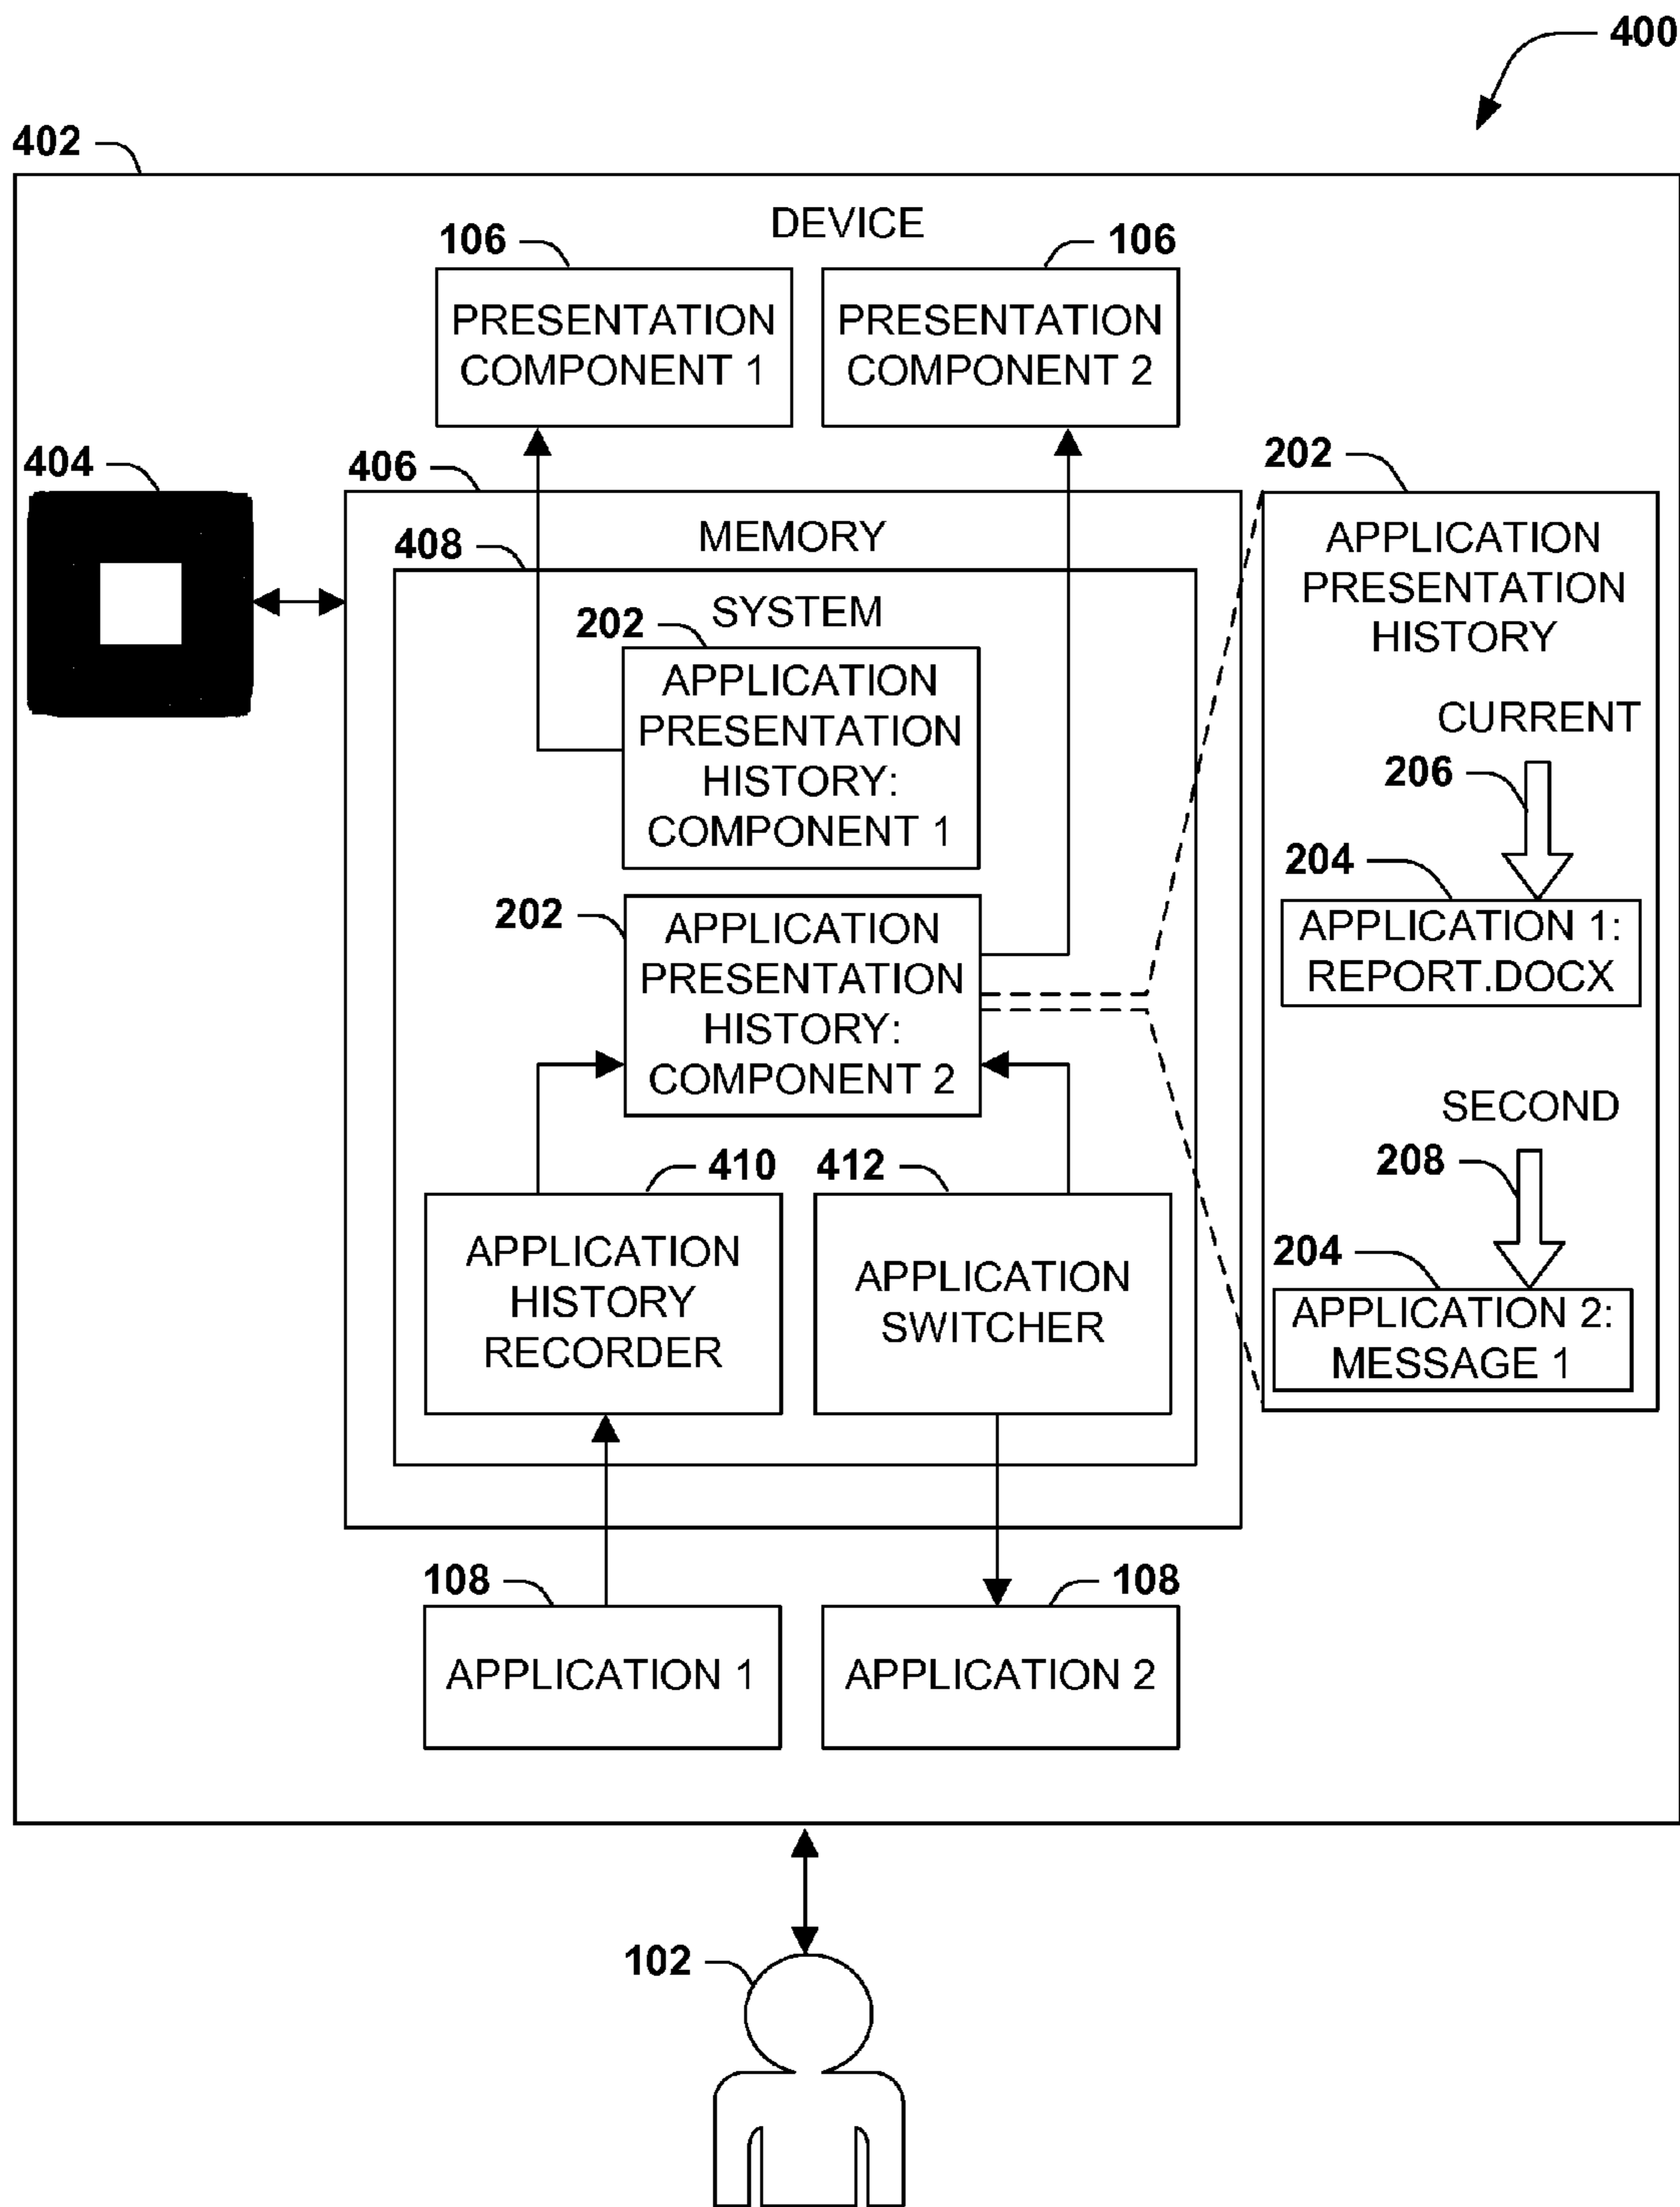 400
402
DEVICE
106
106
PRESENTATION
COMPONENT 1
PRESENTATION
COMPONENT 2
404
406
202
MEMORY
408
SYSTEM
202
APPLICATION
PRESENTATION
HISTORY:
COMPONENT 1
202
APPLICATION
PRESENTATION
HISTORY:
COMPONENT 2
410
412
APPLICATION
HISTORY
RECORDER
APPLICATION
SWITCHER
APPLICATION
PRESENTATION
HISTORY
CURRENT
206
204
APPLICATION 1:
REPORT.DOCX
SECOND
208
204
APPLICATION 2:
MESSAGE 1
108
108
APPLICATION 1
APPLICATION 2
102